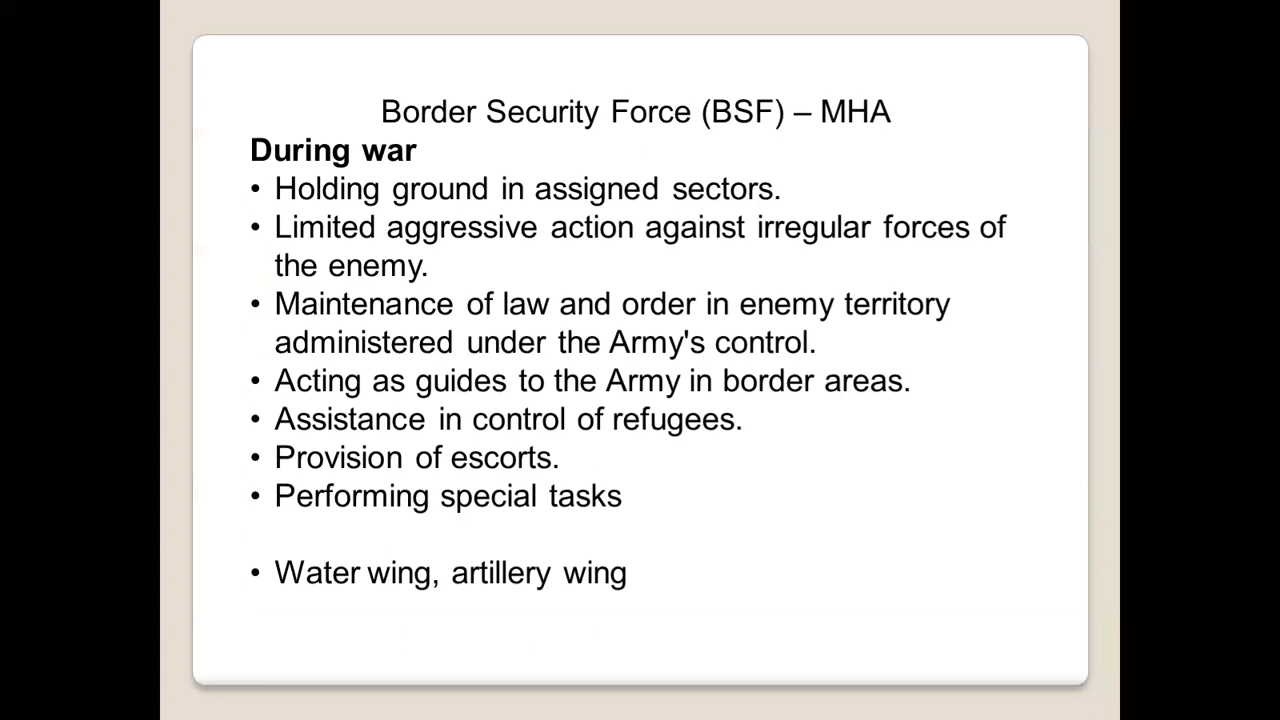 Border Security Force (BSF) – MHA
During war
• Holding ground in assigned sectors.
• Limited aggressive action against irregular forces of
the enemy.
• Maintenance of law and order in enemy territory
administered under the Army's control.
• Acting as guides to the Army in border areas.
• Assistance in control of refugees.
• Provision of escorts.
• Performing special tasks
• Water wing, artillery wing